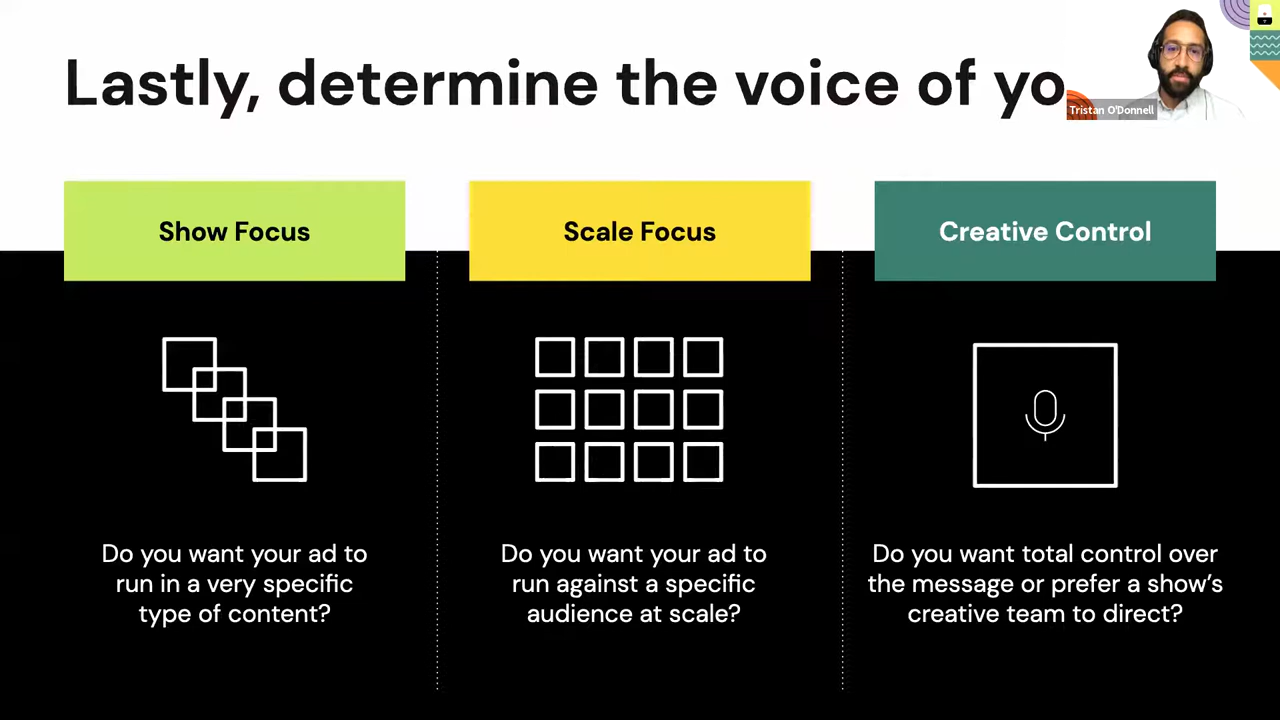 Lastly, determine the voice of yo
Tristan O'Donnell
Show Focus
Scale Focus
Creative Control
Do you want your ad to
run in a very specific
type of content?
Do you want your ad to
run against a specific
audience at scale?
Do you want total control over
the message or prefer a show's
creative team to direct?